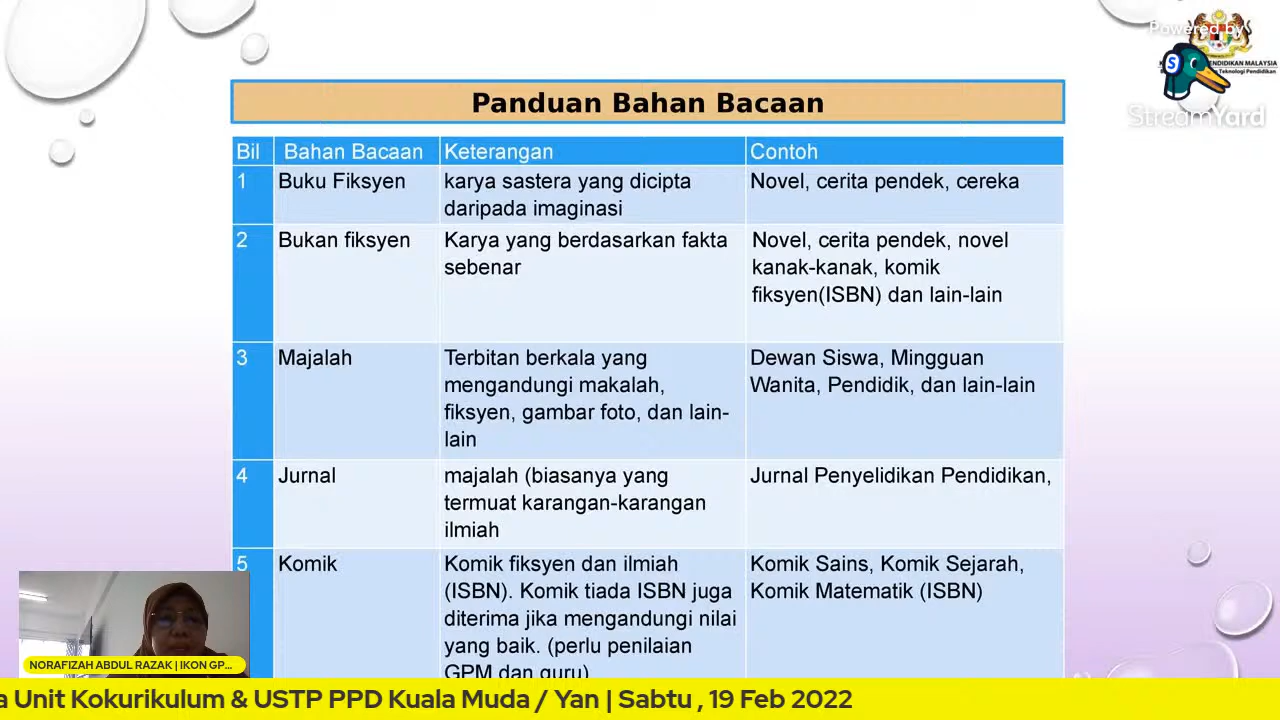 Powered by
PENDIDIKAN MALAYSIA
Teknologi Pendidikan
StreamYard
Panduan Bahan Bacaan
Bil Bahan Bacaan Keterangan Contoh
1 Buku Fiksyen karya sastera yang dicipta Novel, cerita pendek, cereka
daripada imaginasi
2 Bukan fiksyen Karya yang berdasarkan fakta Novel, cerita pendek, novel
sebenar kanak-kanak, komik
fiksyen(ISBN) dan lain-lain
3 Majalah Terbitan berkala yang Dewan Siswa, Mingguan
mengandungi makalah, Wanita, Pendidik, dan lain-lain
fiksyen, gambar foto, dan lain-
lain
4 Jurnal majalah (biasanya yang Jurnal Penyelidikan Pendidikan,
termuat karangan-karangan
ilmiah
5 Komik Komik fiksyen dan ilmiah Komik Sains, Komik Sejarah,
(ISBN). Komik tiada ISBN juga Komik Matematik (ISBN)
diterima jika mengandungi nilai
yang baik. (perlu penilaian
GPM dan guru)
NORAFIZAH ABDUL RAZAK | IKON GP...
a Unit Kokurikulum & USTP PPD Kuala Muda / Yan | Sabtu , 19 Feb 2022